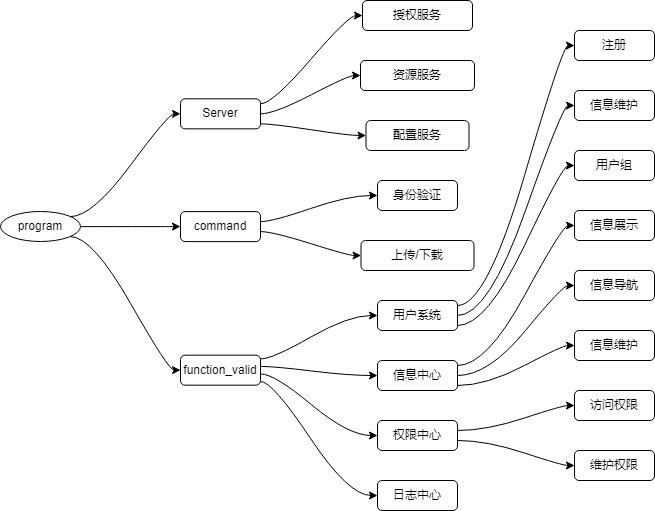 program
Server
授权服务
资源服务
配置服务
command
身份验证
上传/下载
function_valid
用户系统
注册
信息维护
用户组
信息中心
信息展示
信息导航
信息维护
权限中心
访问权限
维护权限
日志中心